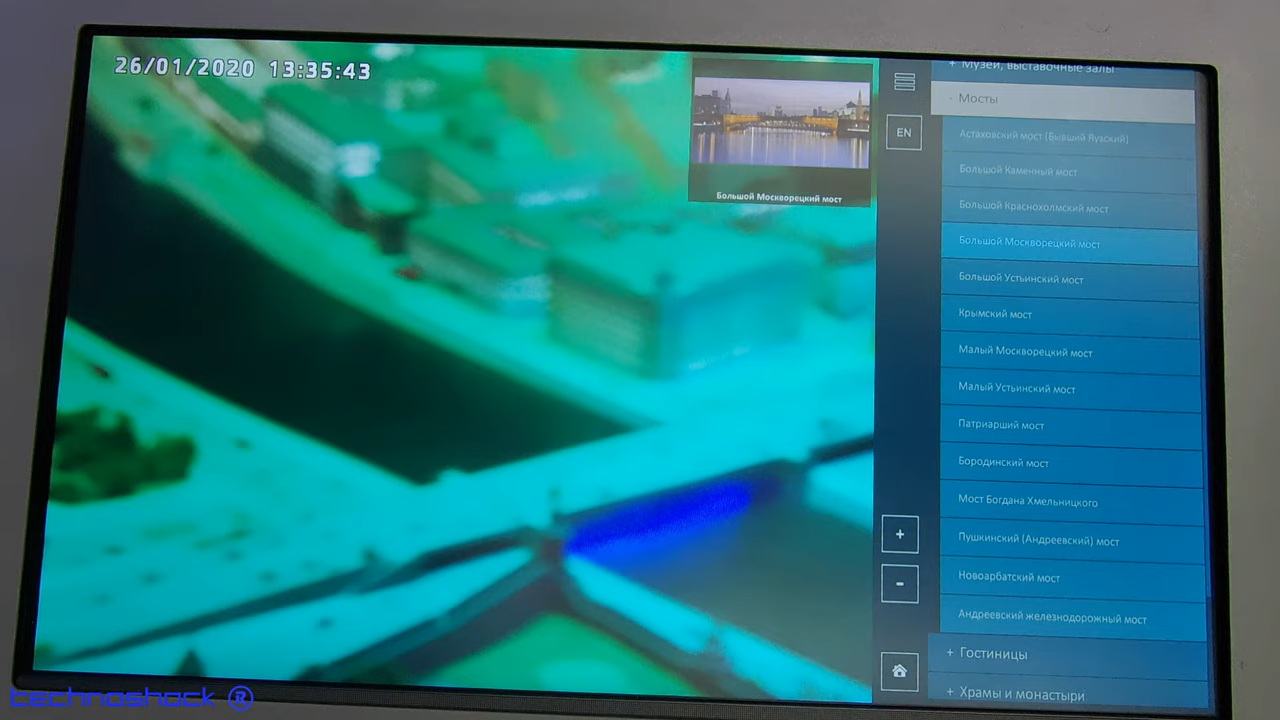 26/01/2020 13:35:43
Большой Москворецкий мост
EN
+ Музеи, выставочные залы
- Мосты
Астаховский мост (Бывший Яузский)
Большой Каменный мост
Большой Краснохолмский мост
Большой Москворецкий мост
Большой Устьинский мост
Крымский мост
Малый Москворецкий мост
Малый Устьинский мост
Патриарший мост
Бородинский мост
Мост Богдана Хмельницкого
Пушкинский (Андреевский) мост
Новоарбатский мост
Андреевский железнодорожный мост
+ Гостиницы
+ Храмы и монастыри
+
-
technoshock ®